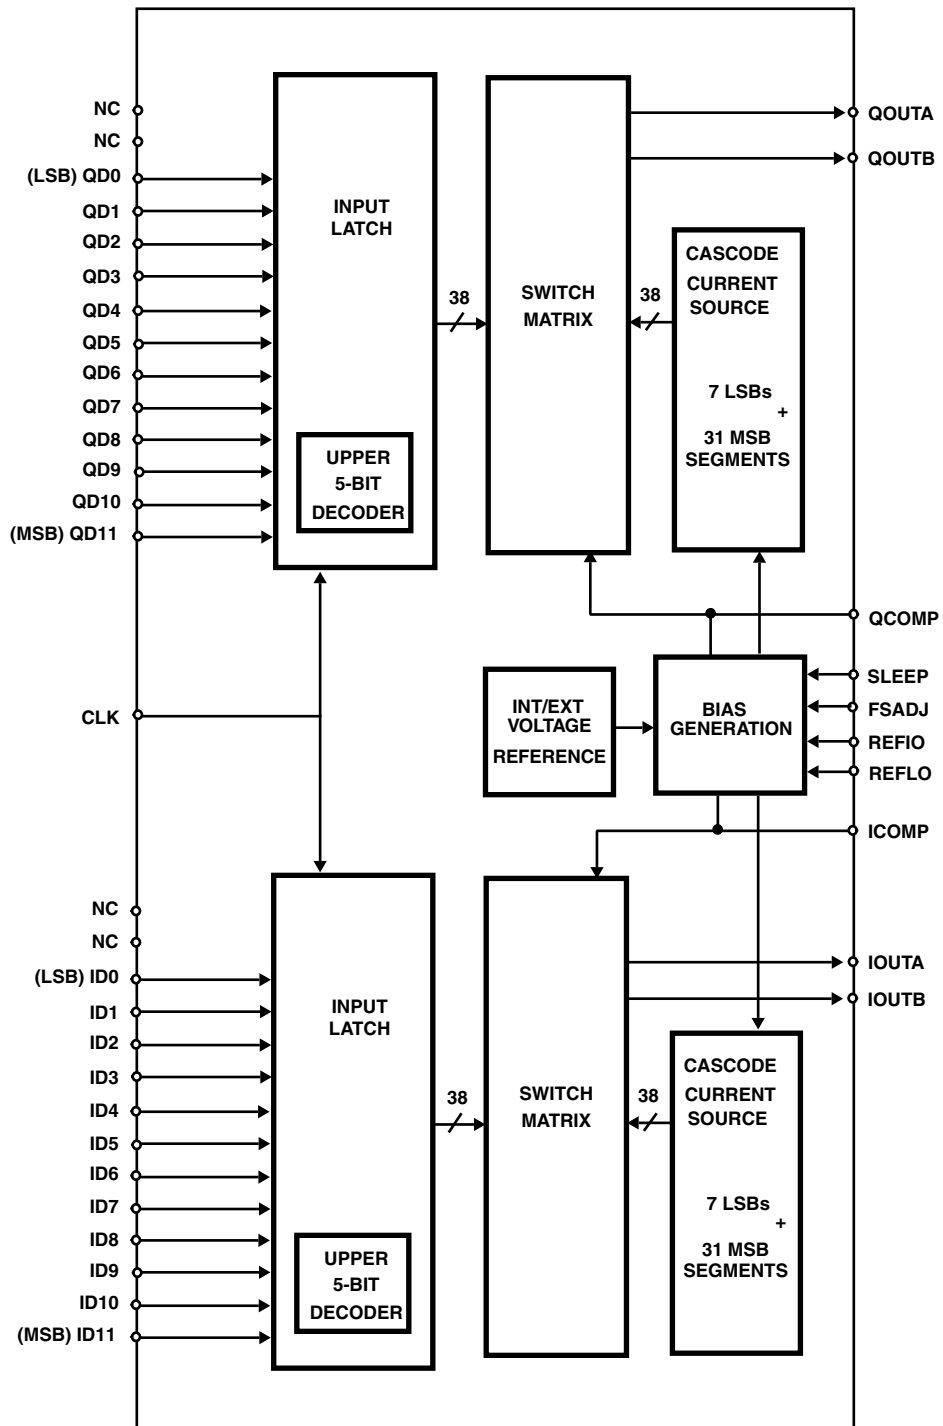 NC
NC
(LSB) QD0
QD1
QD2
QD3
QD4
QD5
QD6
QD7
QD8
QD9
QD10
(MSB) QD11
INPUT
LATCH
UPPER
5-BIT
DECODER
38
SWITCH
MATRIX
38
CASCODE
CURRENT
SOURCE
7 LSBs
+
31 MSB
SEGMENTS
QOUTA
QOUTB
QCOMP
CLK
INT/EXT
VOLTAGE
REFERENCE
BIAS
GENERATION
SLEEP
FSADJ
REFIO
REFLO
ICOMP
NC
NC
(LSB) ID0
ID1
ID2
ID3
ID4
ID5
ID6
ID7
ID8
ID9
ID10
(MSB) ID11
INPUT
LATCH
UPPER
5-BIT
DECODER
38
SWITCH
MATRIX
38
CASCODE
CURRENT
SOURCE
7 LSBs
+
31 MSB
SEGMENTS
IOUTA
IOUTB